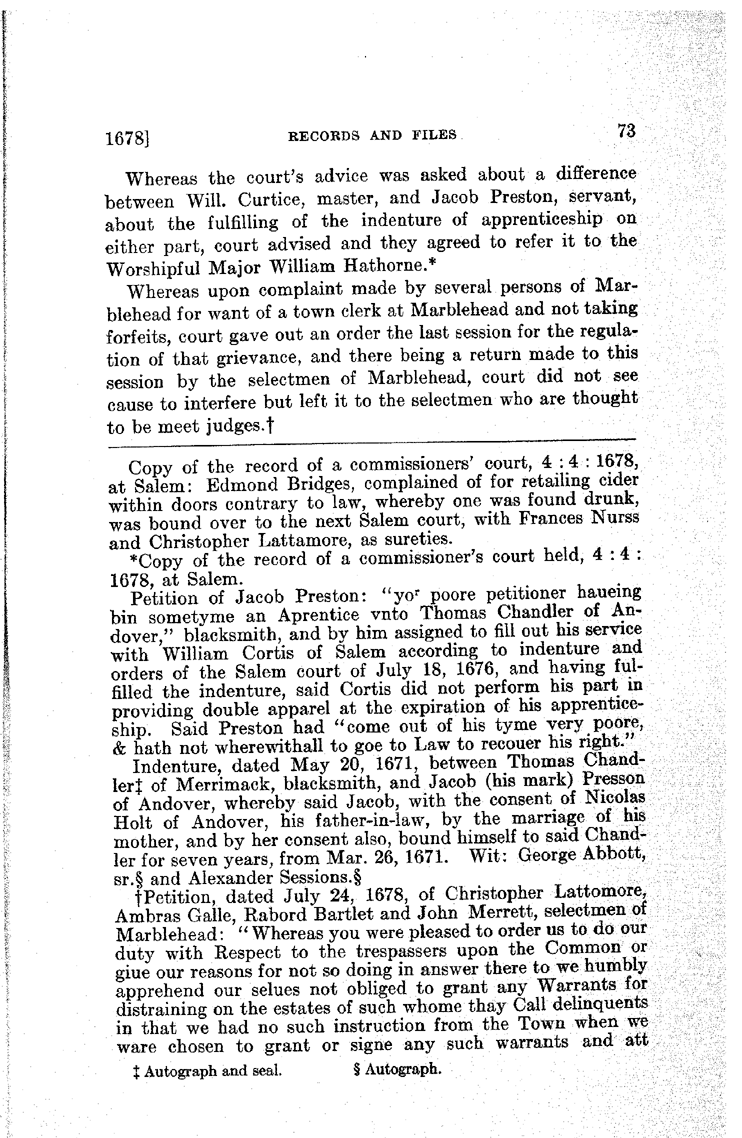 1678] RECORDS AND FILES 73
Whereas the court's advice was asked about a difference
between Will. Curtice, master, and Jacob Preston, servant,
about the fulfilling of the indenture of apprenticeship on
either part, court advised and they agreed to refer it to the
Worshipful Major William Hathorne.*
Whereas upon complaint made by several persons of Mar-
blehead for want of a town clerk at Marblehead and not taking
forfeits, court gave out an order the last session for the regula-
tion of that grievance, and there being a return made to this
session by the selectmen of Marblehead, court did not see
cause to interfere but left it to the selectmen who are thought
to be meet judges.†
Copy of the record of a commissioners' court, 4 : 4 : 1678,
at Salem: Edmond Bridges, complained of for retailing cider
within doors contrary to law, whereby one was found drunk,
was bound over to the next Salem court, with Frances Nurss
and Christopher Lattamore, as sureties.
*Copy of the record of a commissioner's court held, 4 : 4 :
1678, at Salem.
Petition of Jacob Preston: "yoʳ poore petitioner haueing
bin sometyme an Aprentice vnto Thomas Chandler of An-
dover," blacksmith, and by him assigned to fill out his service
with William Cortis of Salem according to indenture and
orders of the Salem court of July 18, 1676, and having ful-
filled the indenture, said Cortis did not perform his part in
providing double apparel at the expiration of his apprentice-
ship. Said Preston had "come out of his tyme very poore,
& hath not wherewithall to goe to Law to recouer his right."
Indenture, dated May 20, 1671, between Thomas Chand-
ler‡ of Merrimack, blacksmith, and Jacob (his mark) Presson
of Andover, whereby said Jacob, with the consent of Nicolas
Holt of Andover, his father-in-law, by the marriage of his
mother, and by her consent also, bound himself to said Chand-
ler for seven years, from Mar. 26, 1671. Wit: George Abbott,
sr.§ and Alexander Sessions.§
†Petition, dated July 24, 1678, of Christopher Lattomore,
Ambras Galle, Rabord Bartlet and John Merrett, selectmen of
Marblehead: "Whereas you were pleased to order us to do our
duty with Respect to the trespassers upon the Common or
giue our reasons for not so doing in answer there to we humbly
apprehend our selues not obliged to grant any Warrants for
distraining on the estates of such whome thay Call delinquents
in that we had no such instruction from the Town when we
ware chosen to grant or signe any such warrants and att
‡ Autograph and seal. § Autograph.